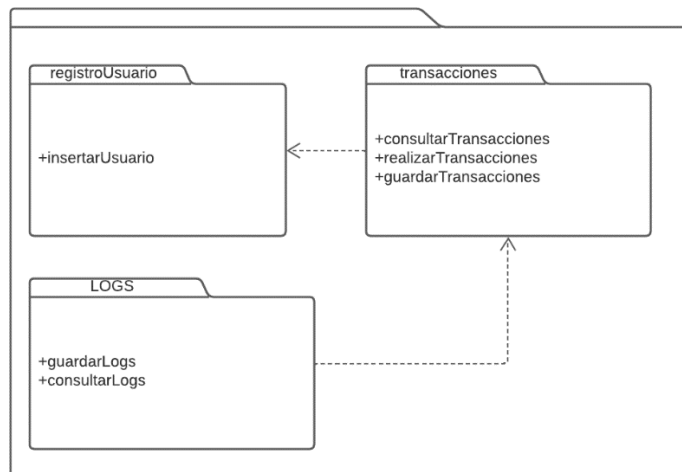 registroUsuario
+insertarUsuario
transacciones
+consultarTransacciones
+realizarTransacciones
+guardarTransacciones
LOGS
+guardarLogs
+consultarLogs